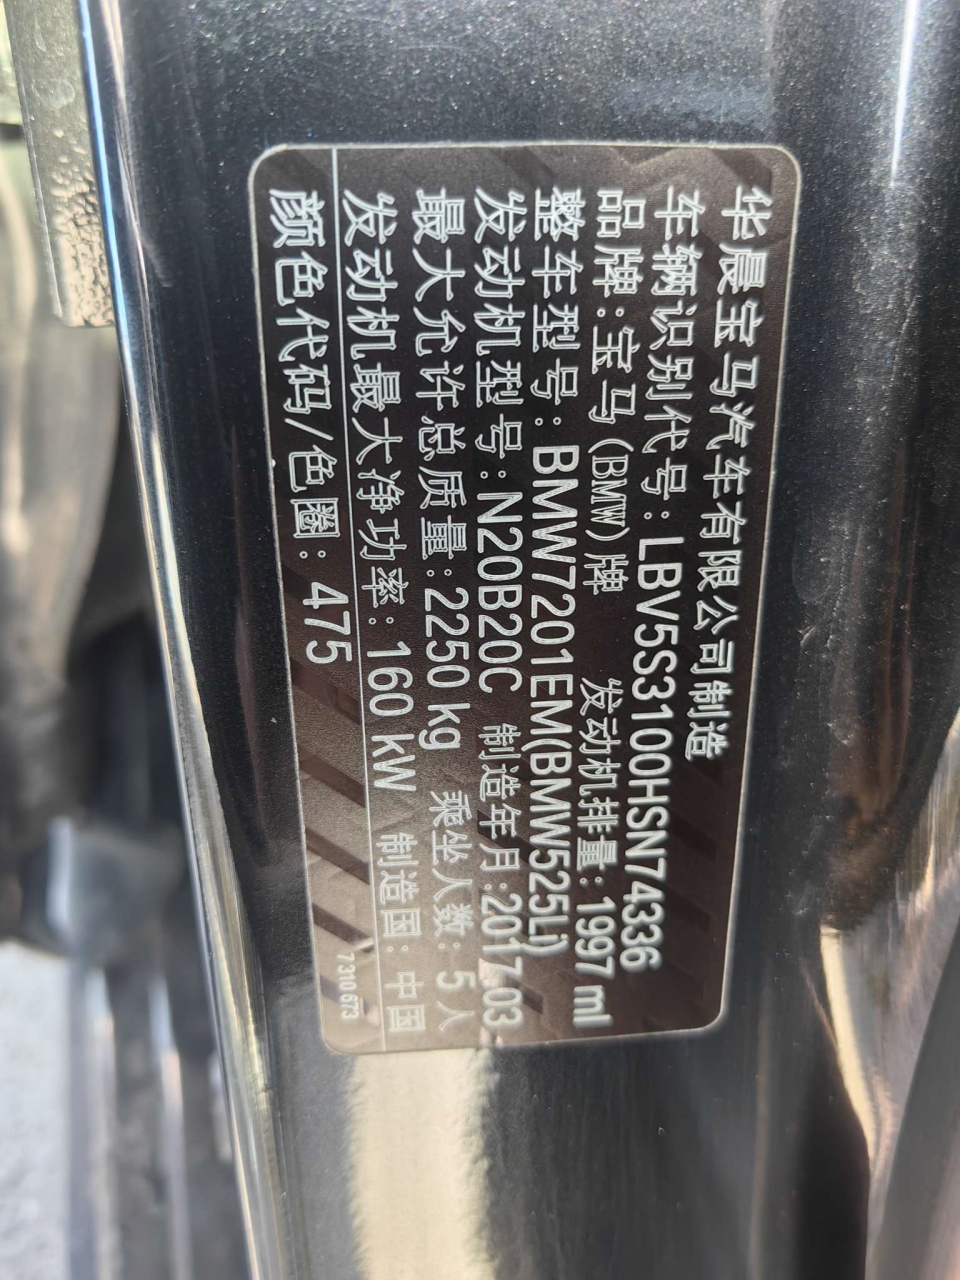 华晨宝马汽车有限公司制造
车辆识别代号：LBV5S3100HSN74336
品牌：宝马(BMW)牌 发动机排量：1997 ml
整车型号：BMW7201EM(BMW525Li)
发动机型号：N20B20C 制造年月：2017.03
最大允许总质量：2250 kg 乘坐人数：5人
发动机最大净功率：160 kW 制造国：中国
颜色代码/色圈：475
7 310 673